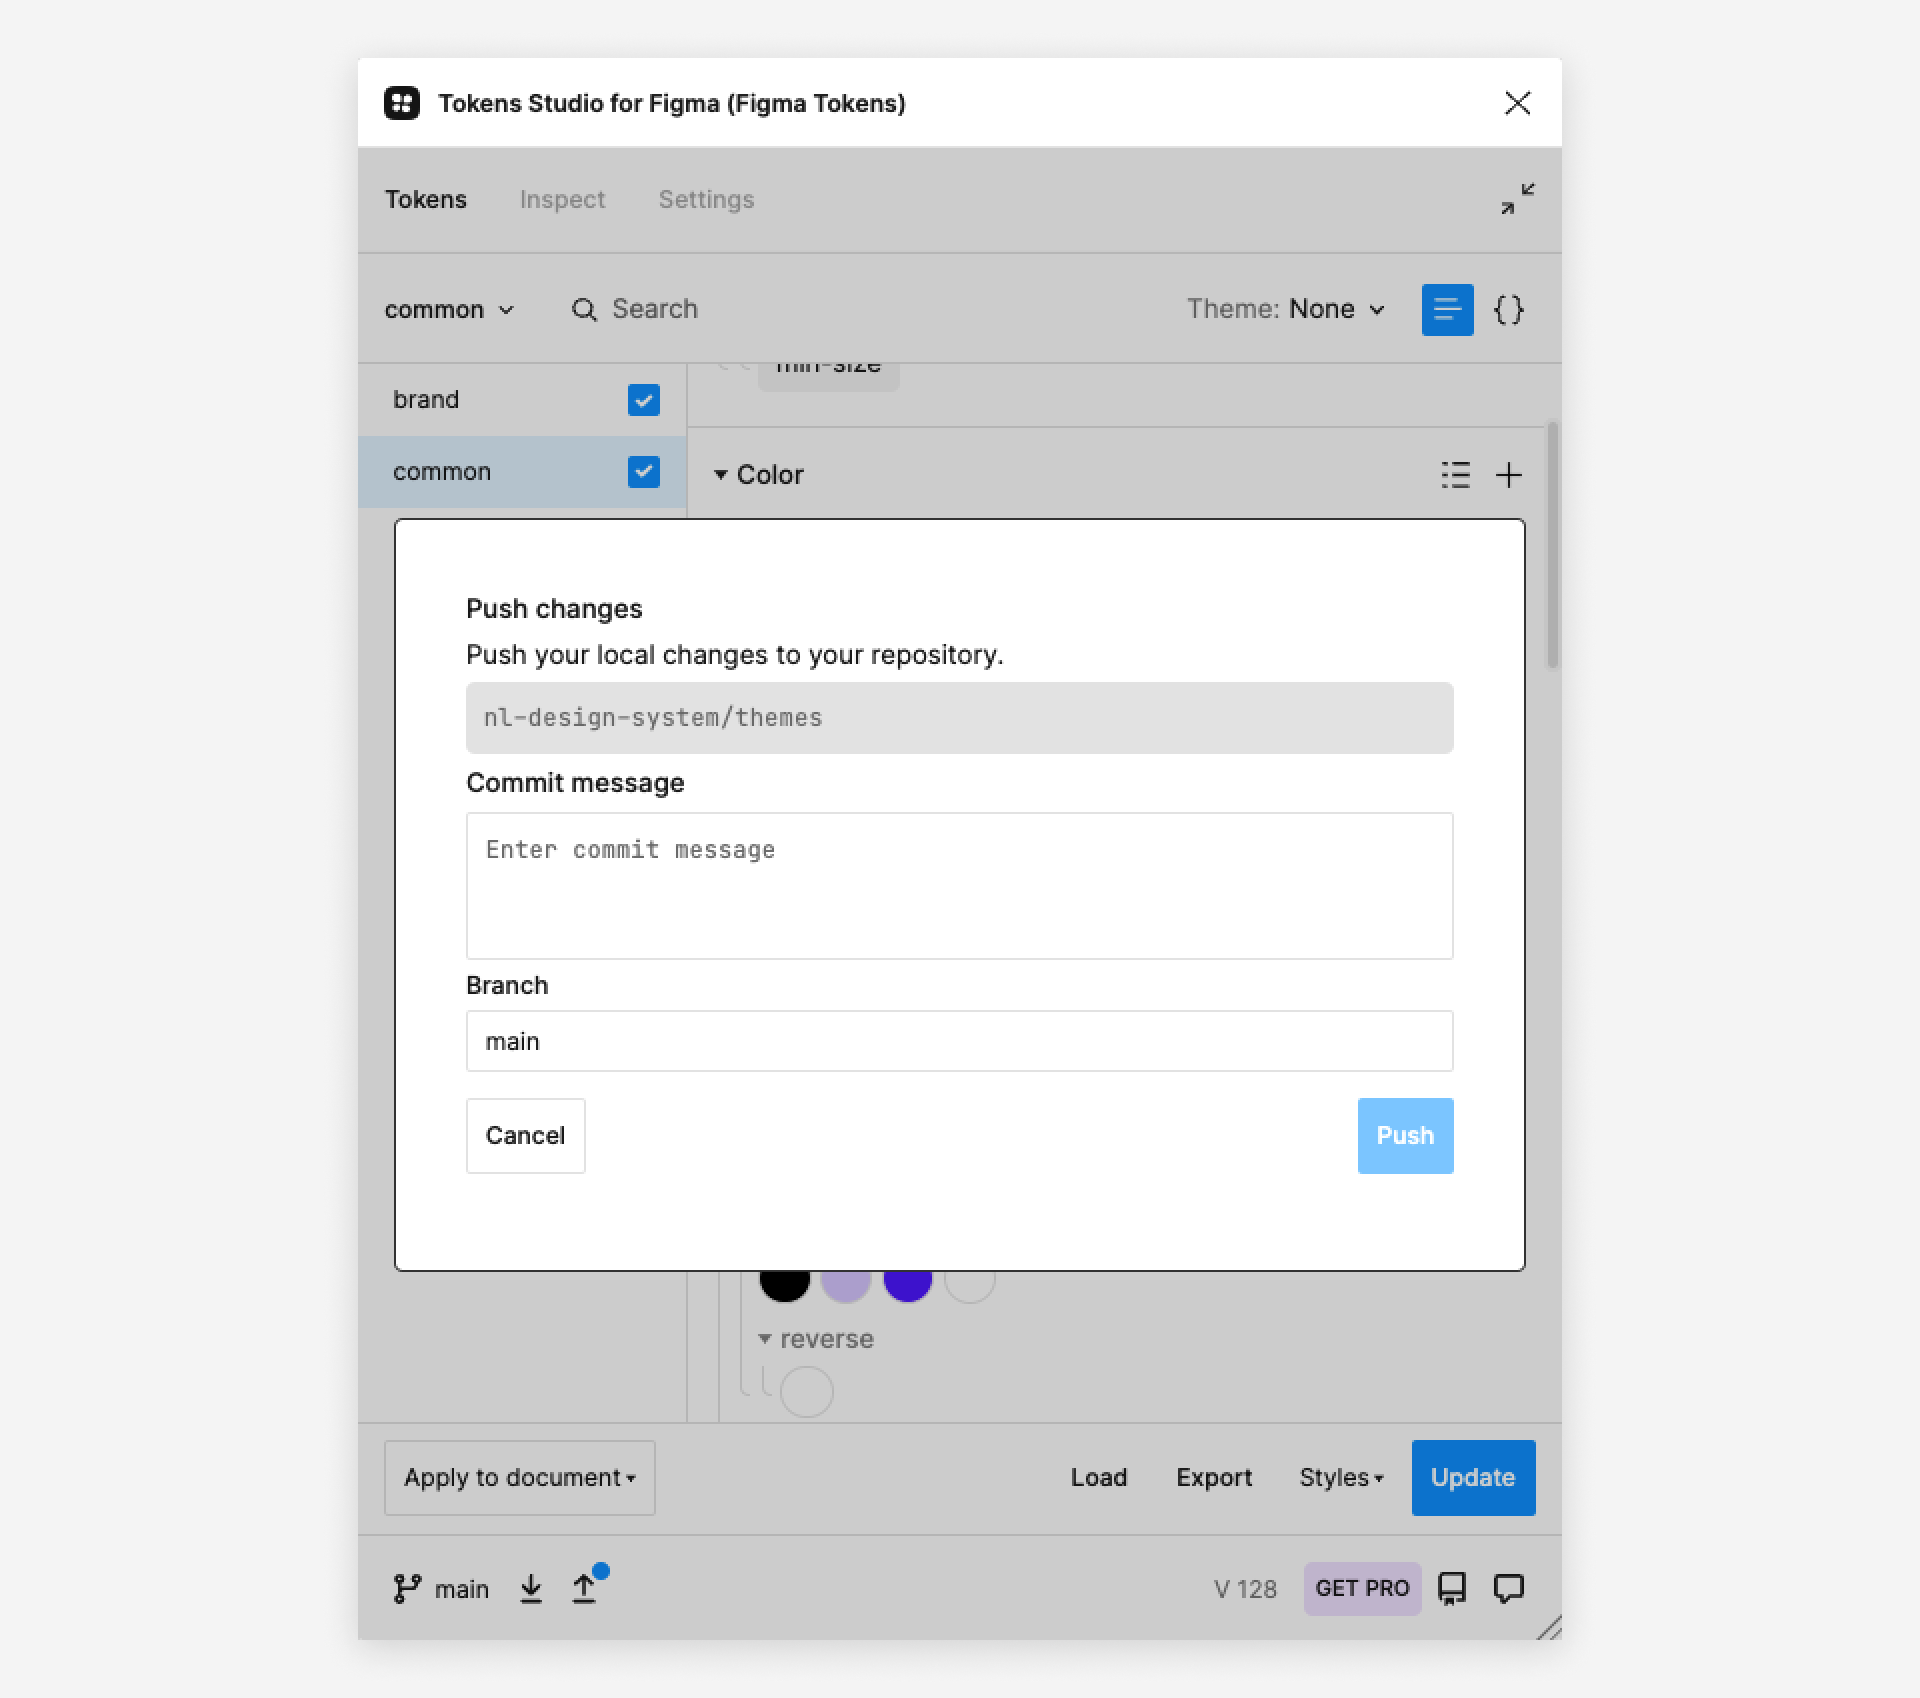 Tokens Studio for Figma (Figma Tokens)
Tokens Inspect Settings
common Search Theme: None {}
min-size
brand
common
Color
Push changes
Push your local changes to your repository.
nl-design-system/themes
Commit message
Enter commit message
Branch
main
Cancel Push
reverse
Apply to document Load Export Styles Update
main V 128 GET PRO